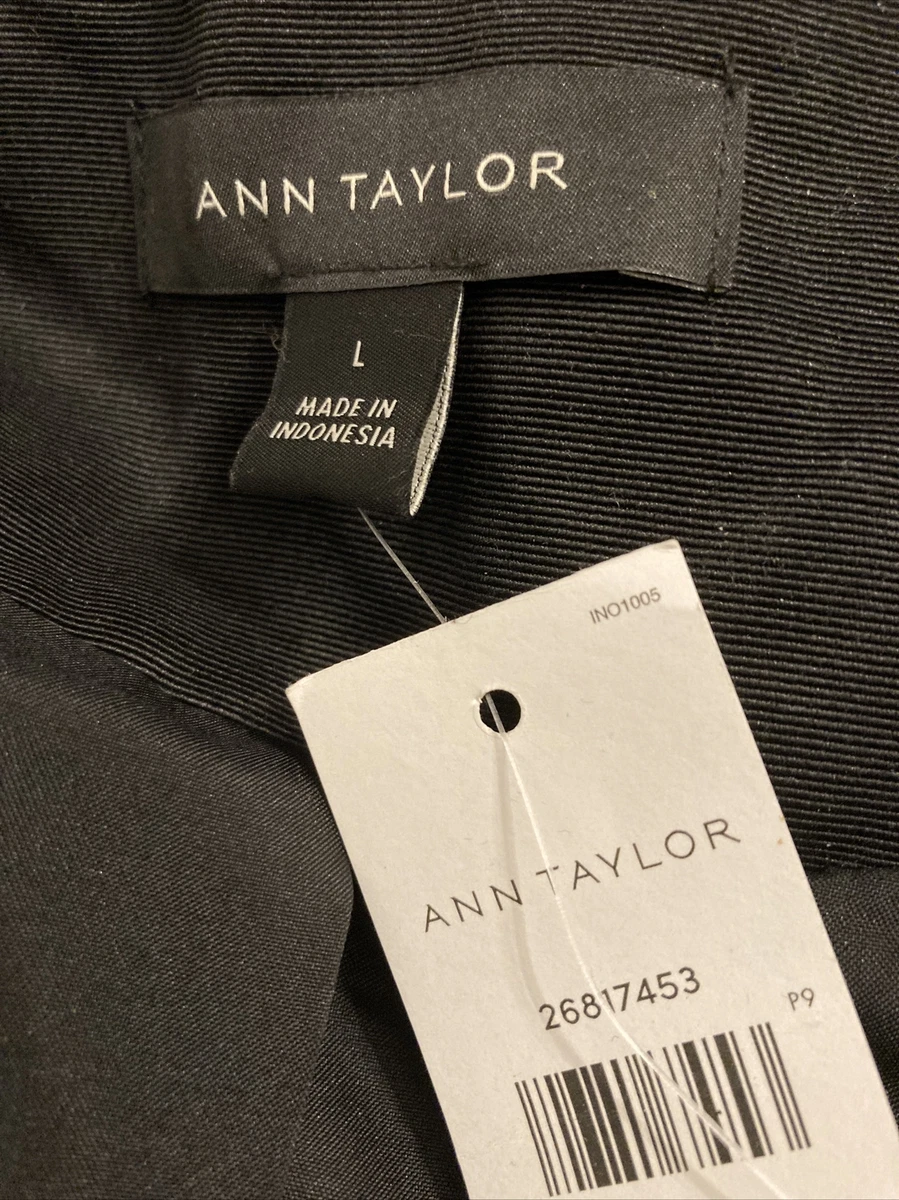 ANN TAYLOR
L
MADE IN
INDONESIA
INO1005
ANN TAYLOR
26817453
P9